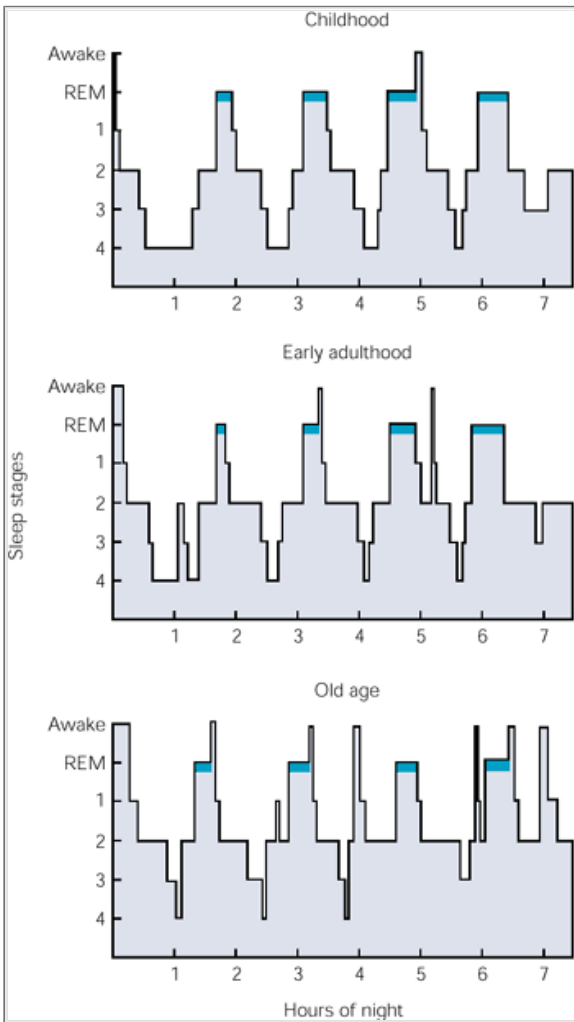 Childhood
Awake
REM
1
2
3
4
1 2 3 4 5 6 7
Early adulthood
Awake
REM
1
2
3
4
1 2 3 4 5 6 7
Sleep stages
Old age
Awake
REM
1
2
3
4
1 2 3 4 5 6 7
Hours of night